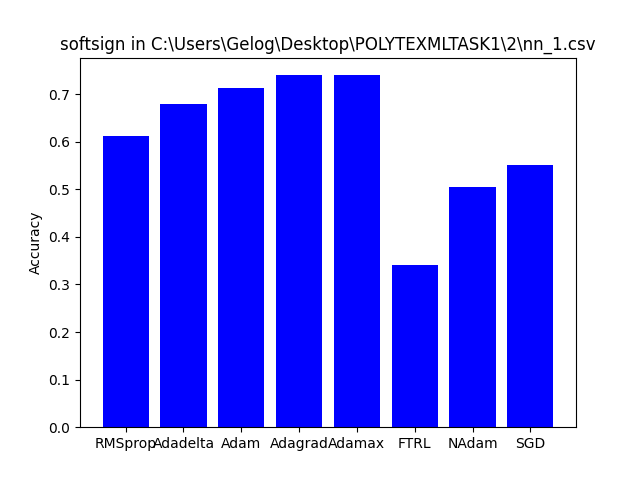 softsign in C:\Users\Gelog\Desktop\POLYTEXMLTASK1\2\nn_1.csv
Accuracy
0.7
0.6
0.5
0.4
0.3
0.2
0.1
0.0
RMSprop Adadelta Adam Adagrad Adamax FTRL NAdam SGD